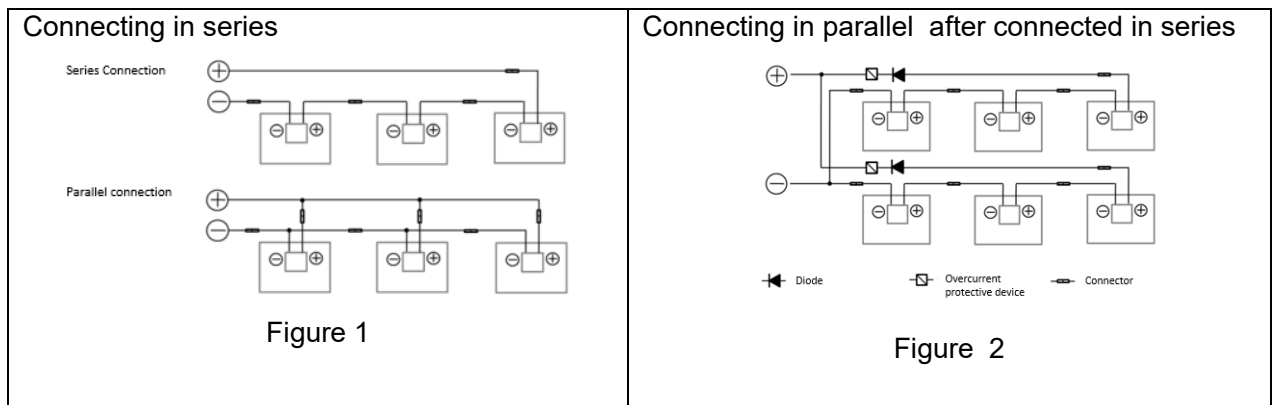 Connecting in series
Series Connection
Parallel connection
Figure 1
Connecting in parallel after connected in series
Diode
Overcurrent
protective device
Connector
Figure 2